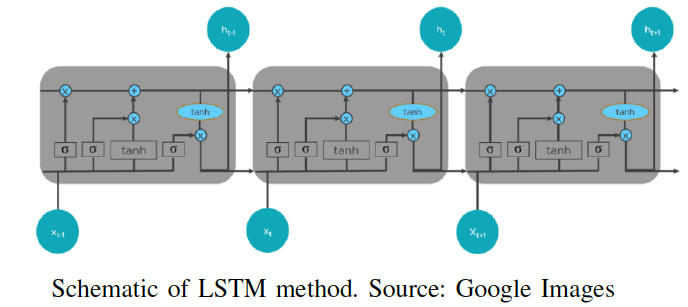 h_{t-1} h_t h_{t+1}
x + x + x +
tanh tanh tanh
x x x x x x
σ σ tanh σ σ σ tanh σ σ σ tanh σ
x_{t-1} x_t X_{t+1}
Schematic of LSTM method. Source: Google Images